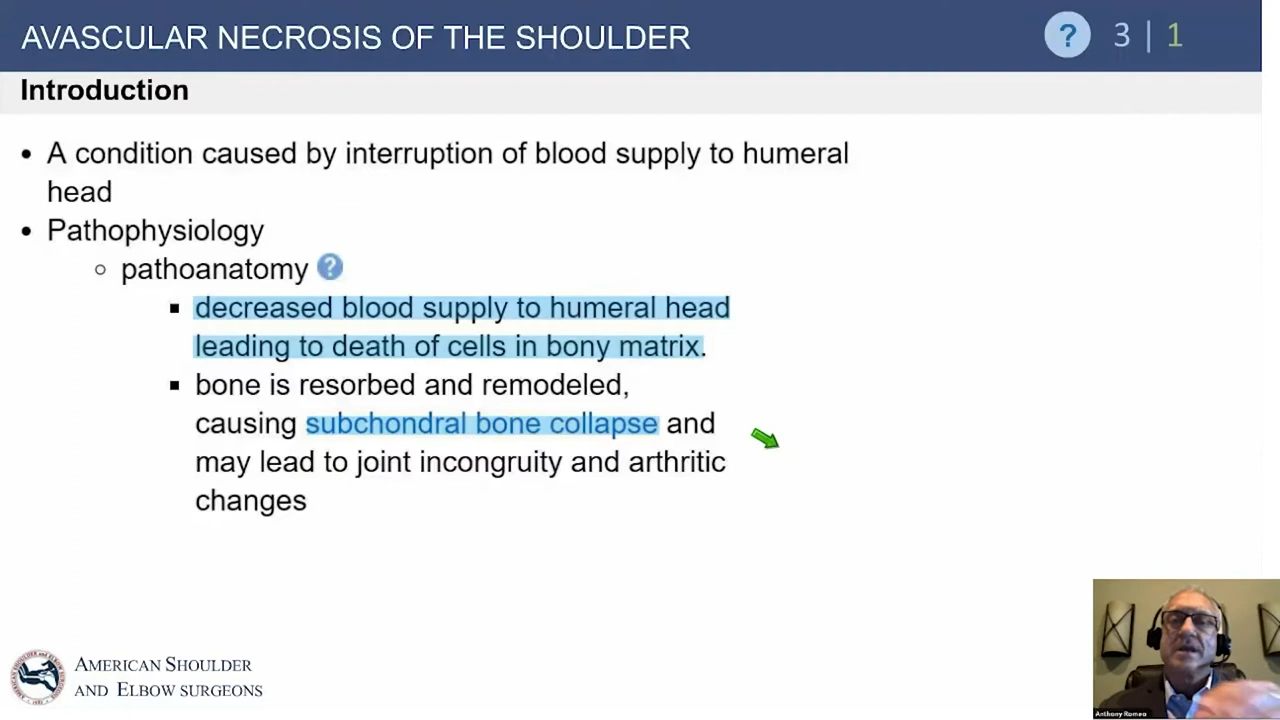 AVASCULAR NECROSIS OF THE SHOULDER
? 3 | 1
Introduction
• A condition caused by interruption of blood supply to humeral
head
• Pathophysiology
○ pathoanatomy ?
▪ decreased blood supply to humeral head
leading to death of cells in bony matrix.
▪ bone is resorbed and remodeled,
causing subchondral bone collapse and
may lead to joint incongruity and arthritic
changes
AMERICAN SHOULDER
AND ELBOW SURGEONS
Anthony Romeo